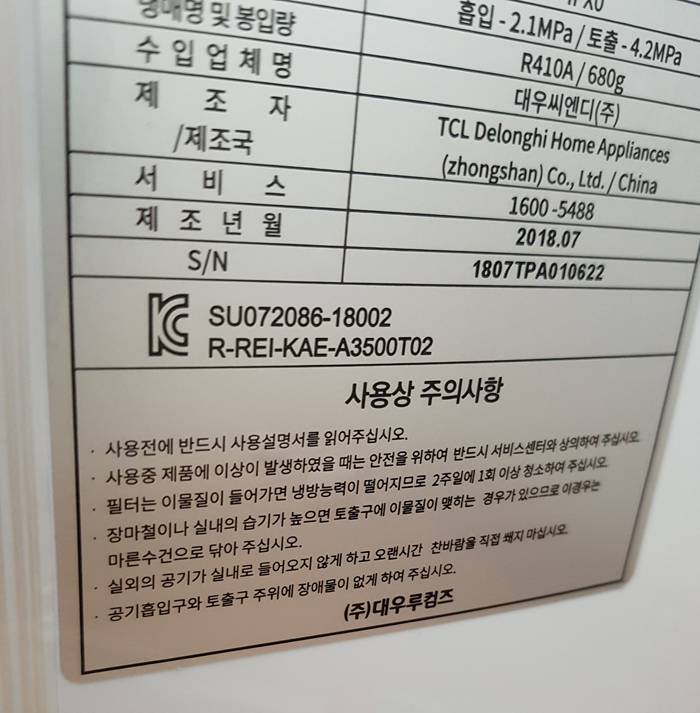 IPX0
냉매명 및 봉입량
흡입 - 2.1MPa / 토출 - 4.2MPa
수 입 업 체 명
R410A / 680g
제 조 자
대우씨엔디(주)
/제조국
TCL Delonghi Home Appliances
(zhongshan) Co., Ltd. / China
서 비 스
1600 -5488
제 조 년 월
2018.07
S/N
1807TPA010622
SU072086-18002
R-REI-KAE-A3500T02
사용상 주의사항
· 사용전에 반드시 사용설명서를 읽어주십시오.
· 사용중 제품에 이상이 발생하였을 때는 안전을 위하여 반드시 서비스센터와 상의하여 주십시오.
· 필터는 이물질이 들어가면 냉방능력이 떨어지므로 2주일에 1회 이상 청소하여 주십시오.
· 장마철이나 실내의 습기가 높으면 토출구에 이물질이 맺히는 경우가 있으므로 이경우는
마른수건으로 닦아 주십시오.
· 실외의 공기가 실내로 들어오지 않게 하고 오랜시간 찬바람을 직접 쐐지 마십시오.
· 공기흡입구와 토출구 주위에 장애물이 없게 하여 주십시오.
(주)대우루컴즈